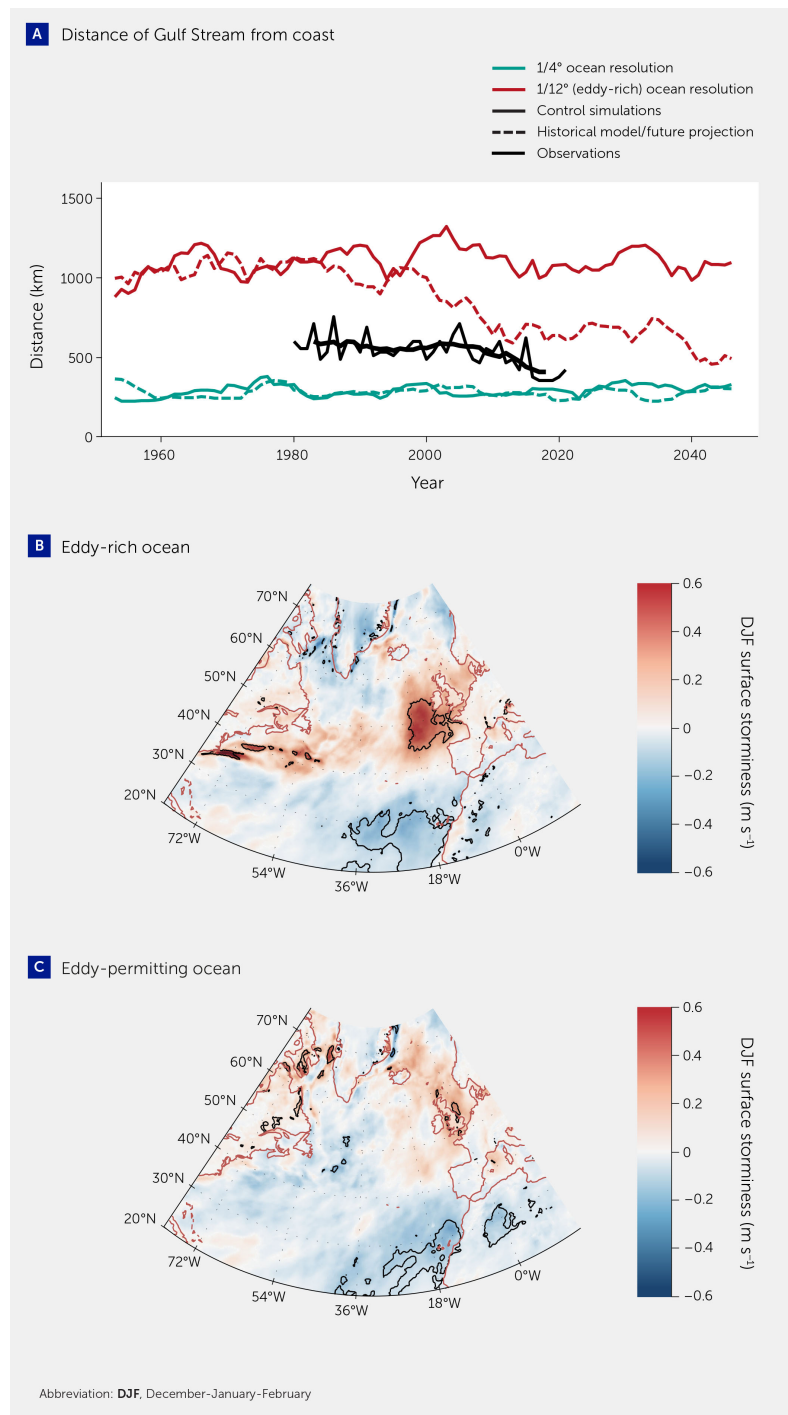 A Distance of Gulf Stream from coast
1/4° ocean resolution
1/12° (eddy-rich) ocean resolution
Control simulations
Historical model/future projection
Observations
Distance (km)
1500
1000
500
0
1960 1980 2000 2020 2040
Year
B Eddy-rich ocean
70°N
60°N
50°N
40°N
30°N
20°N
72°W
54°W
36°W
18°W
0°W
0.6
0.4
0.2
0
−0.2
−0.4
−0.6
DJF surface storminess (m s⁻¹)
C Eddy-permitting ocean
70°N
60°N
50°N
40°N
30°N
20°N
72°W
54°W
36°W
18°W
0°W
0.6
0.4
0.2
0
−0.2
−0.4
−0.6
DJF surface storminess (m s⁻¹)
Abbreviation: DJF, December-January-February